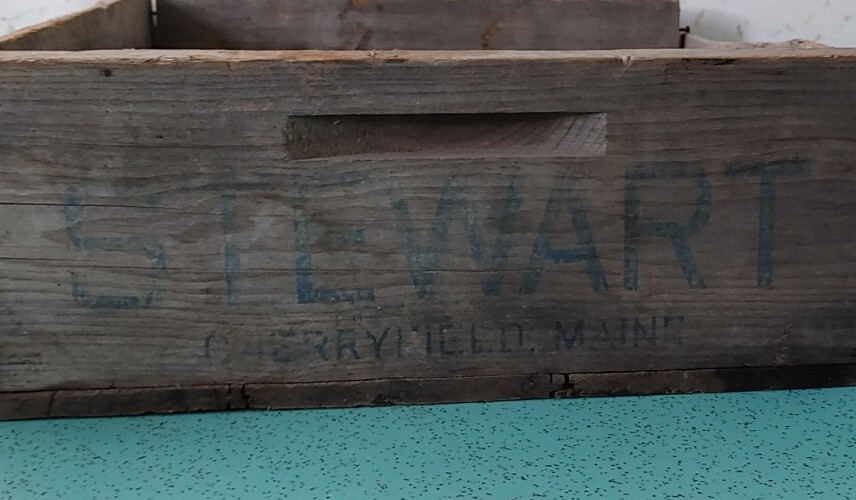 STEWART
CHERRYFIELD, MAINE